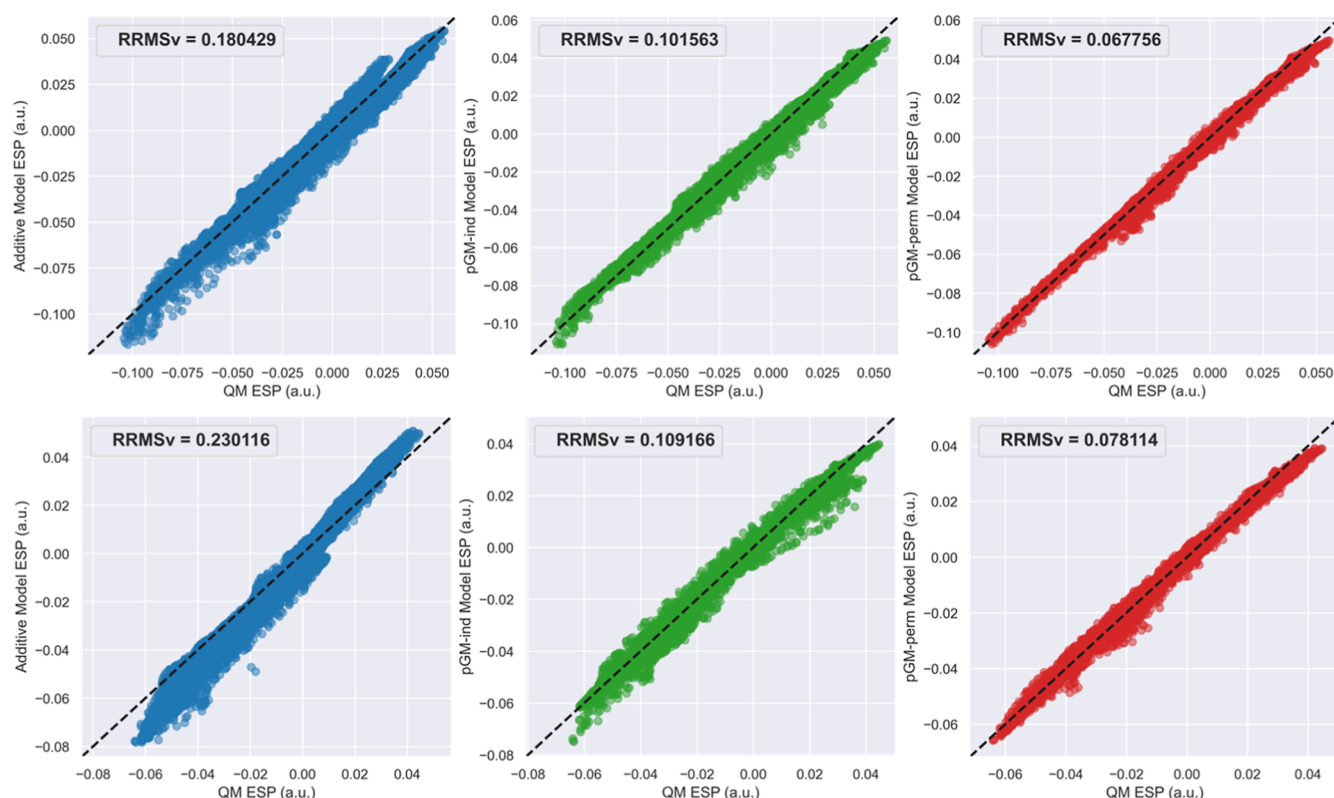 RRMSv = 0.180429
Additive Model ESP (a.u.)
0.050
0.025
0.000
−0.025
−0.050
−0.075
−0.100
−0.100 −0.075 −0.050 −0.025 0.000 0.025 0.050
QM ESP (a.u.)
RRMSv = 0.101563
pGM-ind Model ESP (a.u.)
0.06
0.04
0.02
0.00
−0.02
−0.04
−0.06
−0.08
−0.10
−0.100 −0.075 −0.050 −0.025 0.000 0.025 0.050
QM ESP (a.u.)
RRMSv = 0.067756
pGM-perm Model ESP (a.u.)
0.06
0.04
0.02
0.00
−0.02
−0.04
−0.06
−0.08
−0.10
−0.100 −0.075 −0.050 −0.025 0.000 0.025 0.050
QM ESP (a.u.)
RRMSv = 0.230116
Additive Model ESP (a.u.)
0.04
0.02
0.00
−0.02
−0.04
−0.06
−0.08
−0.08 −0.06 −0.04 −0.02 0.00 0.02 0.04
QM ESP (a.u.)
RRMSv = 0.109166
pGM-ind Model ESP (a.u.)
0.04
0.02
0.00
−0.02
−0.04
−0.06
−0.08
−0.08 −0.06 −0.04 −0.02 0.00 0.02 0.04
QM ESP (a.u.)
RRMSv = 0.078114
pGM-perm Model ESP (a.u.)
0.04
0.02
0.00
−0.02
−0.04
−0.06
−0.06 −0.04 −0.02 0.00 0.02 0.04
QM ESP (a.u.)